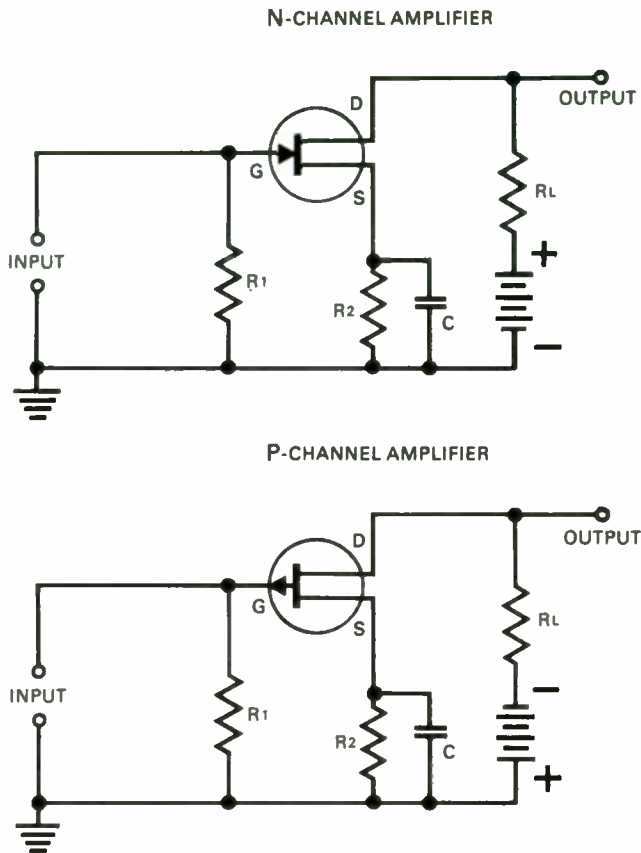 N-CHANNEL AMPLIFIER
D
OUTPUT
G
S
RL
+
INPUT
R1
R2
C
−
P-CHANNEL AMPLIFIER
D
OUTPUT
G
S
RL
−
INPUT
R1
R2
C
+